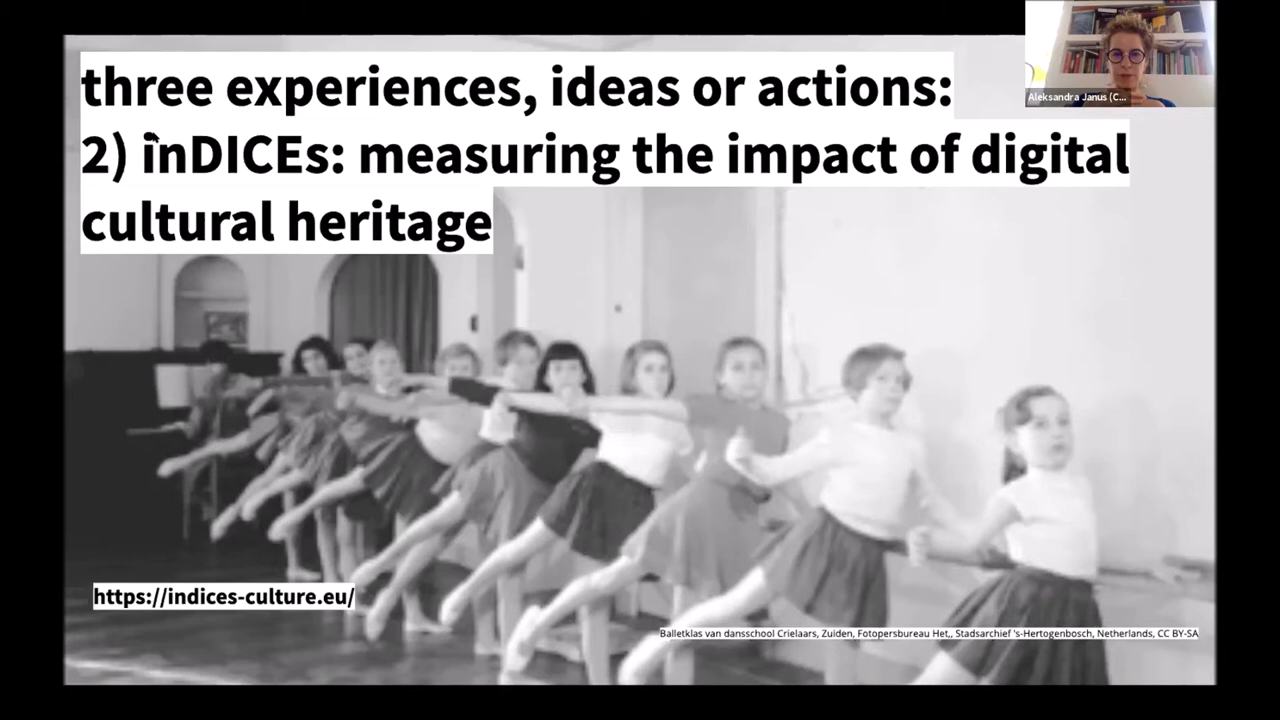 three experiences, ideas or actions:
2) inDICEs: measuring the impact of digital
cultural heritage
Aleksandra Janus (C...
https://indices-culture.eu/
Balletklas van dansschool Crielaars, Zuiden, Fotopersbureau Het,, Stadsarchief 's-Hertogenbosch, Netherlands, CC BY-SA